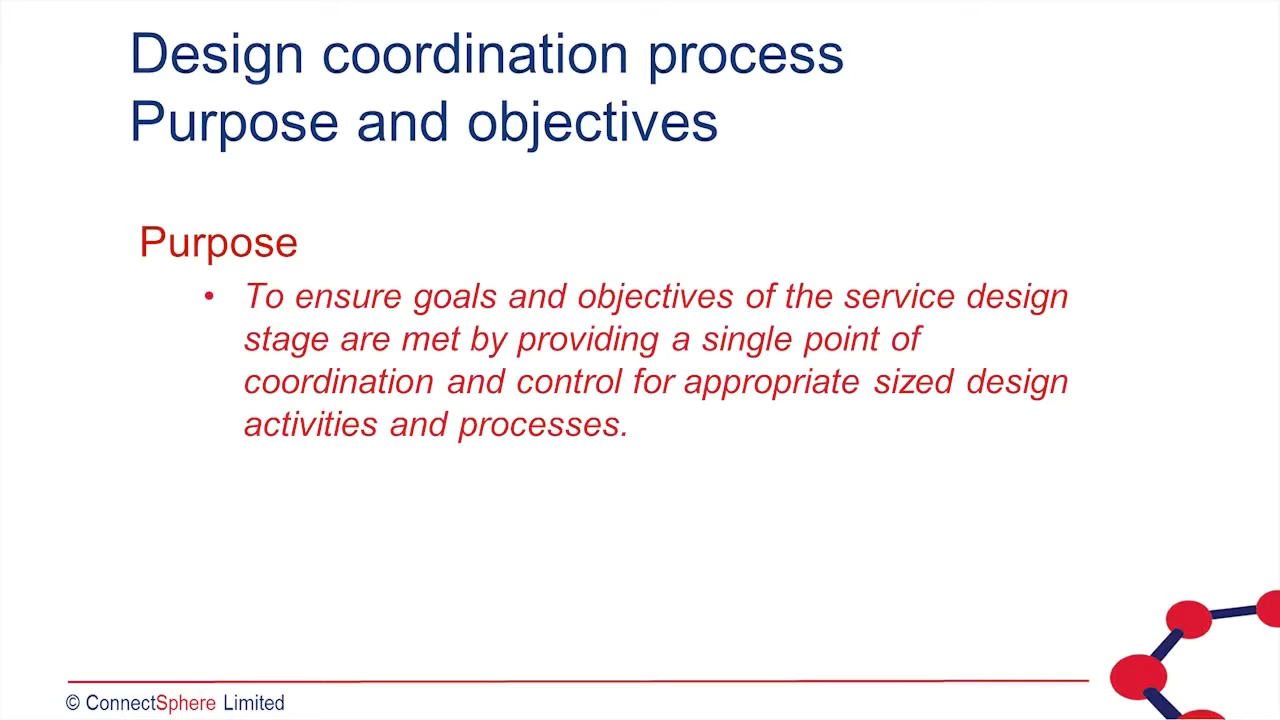 Design coordination process
Purpose and objectives
Purpose
• To ensure goals and objectives of the service design
stage are met by providing a single point of
coordination and control for appropriate sized design
activities and processes.
© ConnectSphere Limited